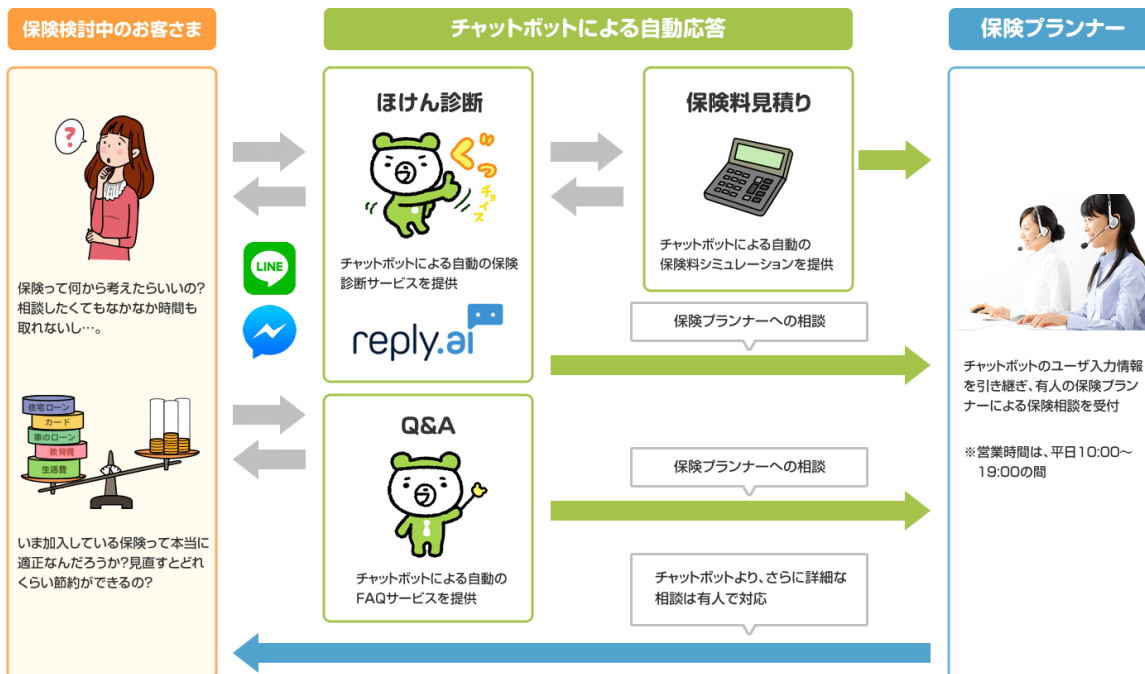 保険検討中のお客さま
チャットボットによる自動応答
保険プランナー
?
保険って何から考えたらいいの?
相談したくてもなかなか時間も
取れないし…。
住宅ローン
カード
車のローン
教育費
生活費
いま加入している保険って本当に
適正なんだろうか?見直すとどれ
くらい節約ができるの?
LINE
ほけん診断
ラ
ぐっ
チョイス
チャットボットによる自動の保険
診断サービスを提供
reply.ai
Q&A
ラ
チャットボットによる自動の
FAQサービスを提供
保険料見積り
チャットボットによる自動の
保険料シミュレーションを提供
保険プランナーへの相談
保険プランナーへの相談
チャットボットより、さらに詳細な
相談は有人で対応
チャットボットのユーザ入力情報
を引き継ぎ、有人の保険プラン
ナーによる保険相談を受付
※営業時間は、平日10:00〜
19:00の間